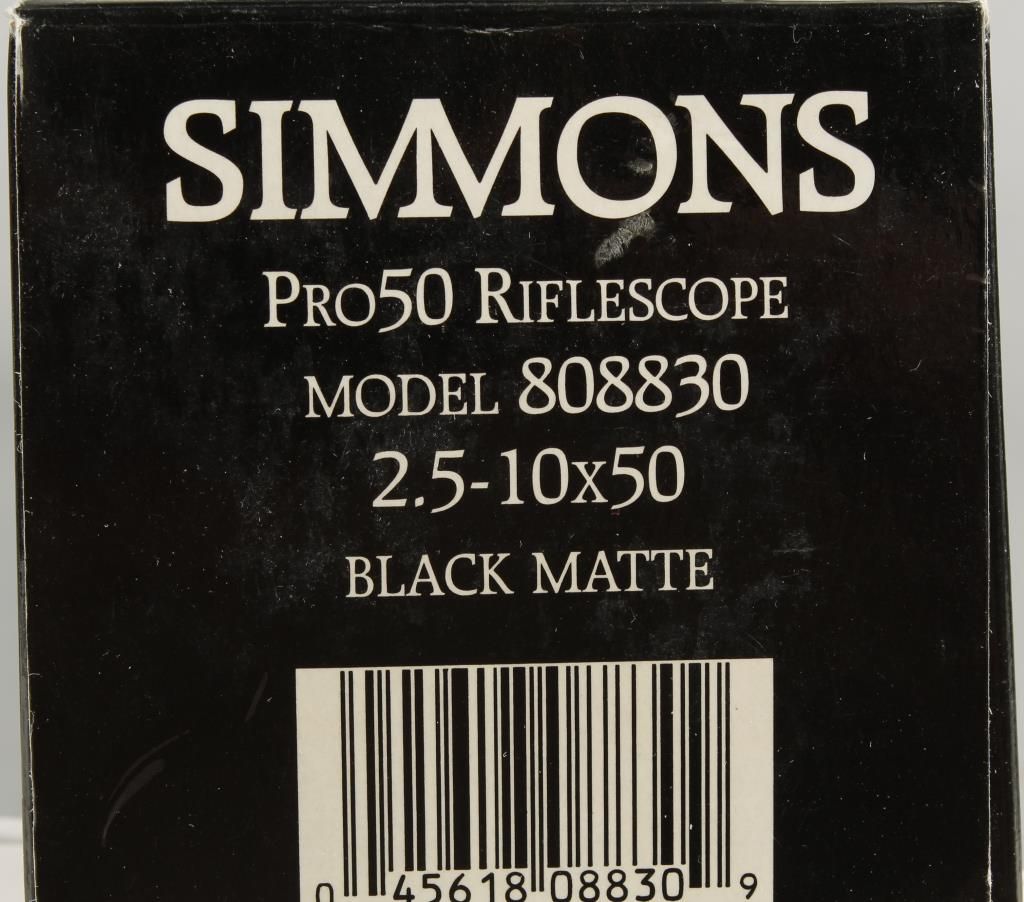 SIMMONS
PRO50 RIFLESCOPE
MODEL 808830
2.5-10X50
BLACK MATTE
0 45618 08830 9